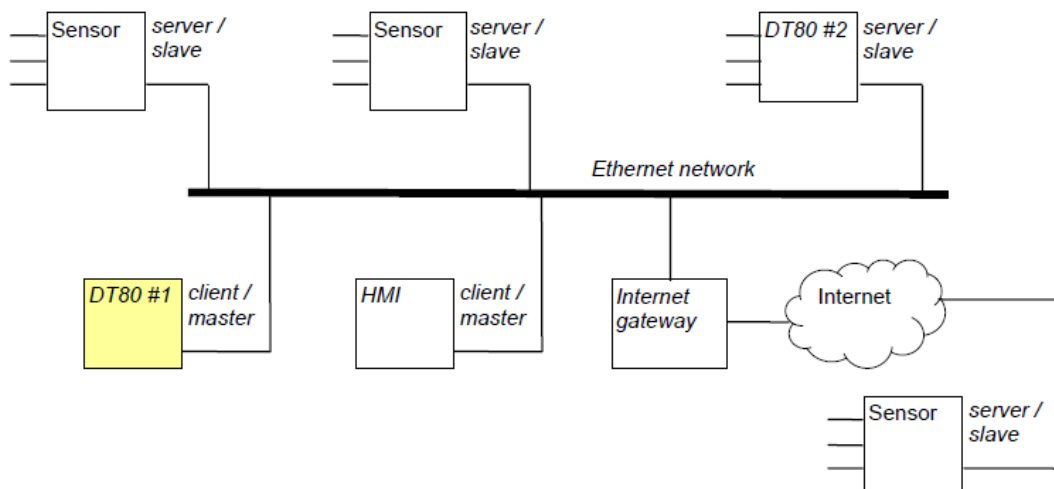 Sensor
server /
slave
Sensor
server /
slave
DT80 #2
server /
slave
Ethernet network
DT80 #1
client /
master
HMI
client /
master
Internet
gateway
Internet
Sensor
server /
slave